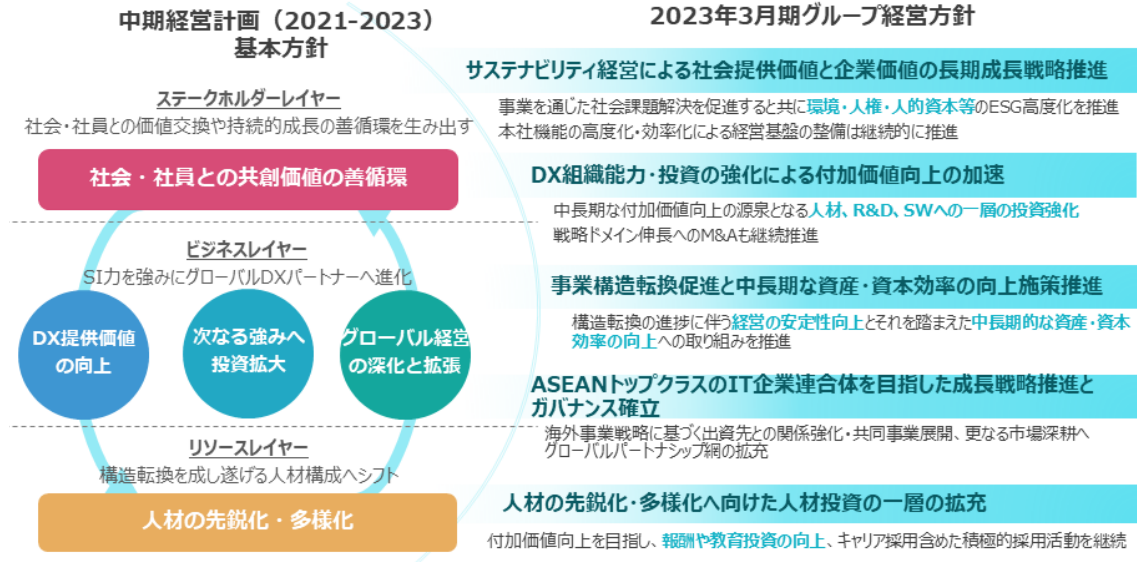 中期経営計画（2021-2023）
基本方針
ステークホルダーレイヤー
社会・社員との価値交換や持続的成長の善循環を生み出す
社会・社員との共創価値の善循環
ビジネスレイヤー
SI力を強みにグローバルDXパートナーへ進化
DX提供価値
の向上
次なる強みへ
投資拡大
グローバル経営
の深化と拡張
リソースレイヤー
構造転換を成し遂げる人材構成へシフト
人材の先鋭化・多様化
2023年3月期グループ経営方針
サステナビリティ経営による社会提供価値と企業価値の長期成長戦略推進
事業を通じた社会課題解決を促進すると共に環境・人権・人的資本等のESG高度化を推進
本社機能の高度化・効率化による経営基盤の整備は継続的に推進
DX組織能力・投資の強化による付加価値向上の加速
中長期な付加価値向上の源泉となる人材、R&D、SWへの一層の投資強化
戦略ドメイン伸長へのM&Aも継続推進
事業構造転換促進と中長期な資産・資本効率の向上施策推進
構造転換の進捗に伴う経営の安定性向上とそれを踏まえた中長期的な資産・資本
効率の向上への取り組みを推進
ASEANトップクラスのIT企業連合体を目指した成長戦略推進と
ガバナンス確立
海外事業戦略に基づく出資先との関係強化・共同事業展開、更なる市場深耕へ
グローバルパートナシップ網の拡充
人材の先鋭化・多様化へ向けた人材投資の一層の拡充
付加価値向上を目指し、報酬や教育投資の向上、キャリア採用含めた積極的採用活動を継続